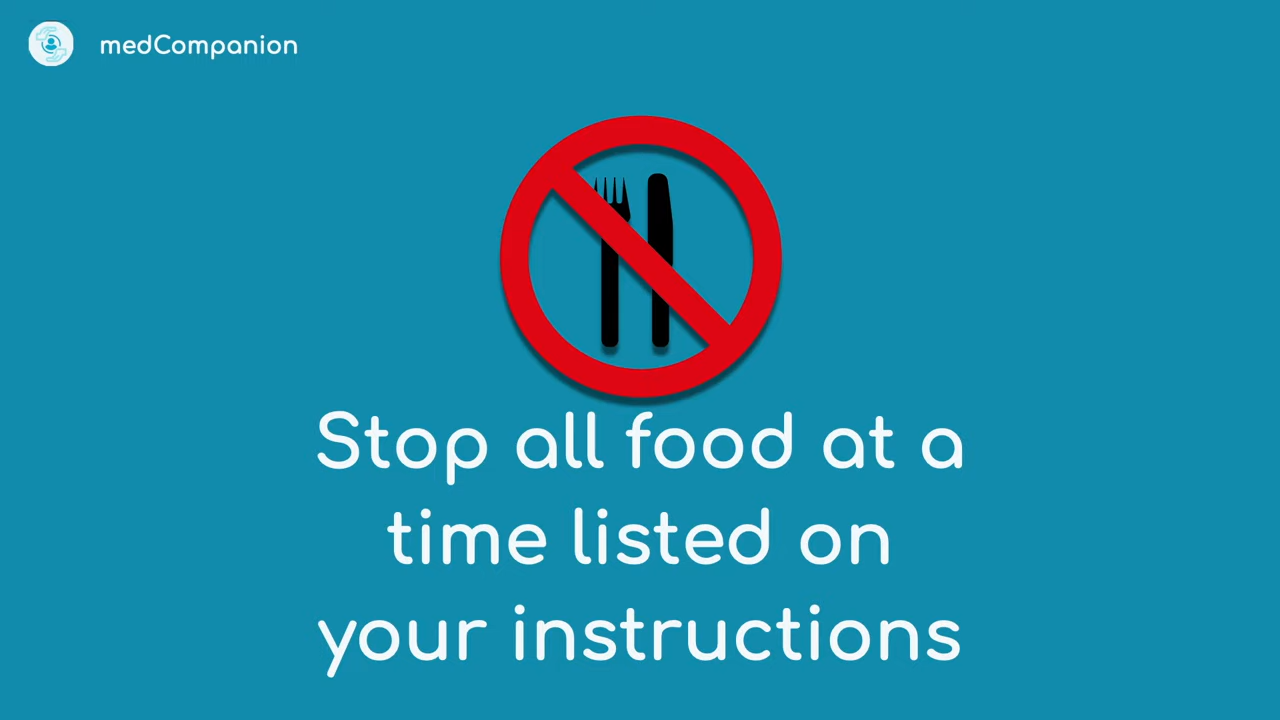 medCompanion
Stop all food at a
time listed on
your instructions